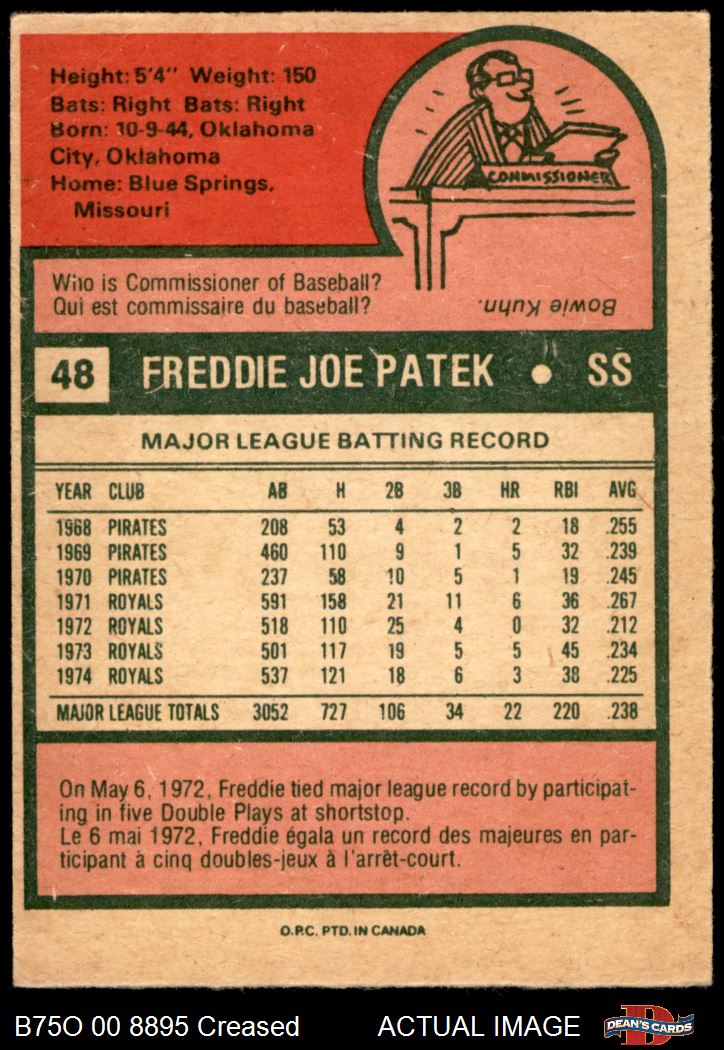 Height: 5'4" Weight: 150
Bats: Right Bats: Right
Born: 10-9-44, Oklahoma
City, Oklahoma
Home: Blue Springs,
Missouri
COMMISSIONER
Who is Commissioner of Baseball?
Qui est commissaire du baseball?
Bowie Kuhn.
48 FREDDIE JOE PATEK • SS
MAJOR LEAGUE BATTING RECORD
YEAR CLUB AB H 2B 3B HR RBI AVG
1968 PIRATES 208 53 4 2 2 18 .255
1969 PIRATES 460 110 9 1 5 32 .239
1970 PIRATES 237 58 10 5 1 19 .245
1971 ROYALS 591 158 21 11 6 36 .267
1972 ROYALS 518 110 25 4 0 32 .212
1973 ROYALS 501 117 19 5 5 45 .234
1974 ROYALS 537 121 18 6 3 38 .225
MAJOR LEAGUE TOTALS 3052 727 106 34 22 220 .238
On May 6, 1972, Freddie tied major league record by participat-
ing in five Double Plays at shortstop.
Le 6 mai 1972, Freddie égala un record des majeures en par-
ticipant à cinq doubles-jeux à l'arrêt-court.
O.P.C. PTD. IN CANADA
B75O 00 8895 Creased ACTUAL IMAGE
D
DEAN'S CARDS